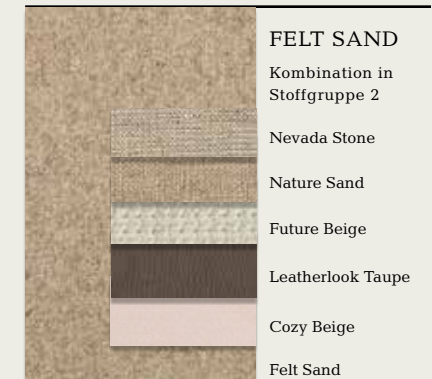 FELT SAND
Kombination in
Stoffgruppe 2
Nevada Stone
Nature Sand
Future Beige
Leatherlook Taupe
Cozy Beige
Felt Sand